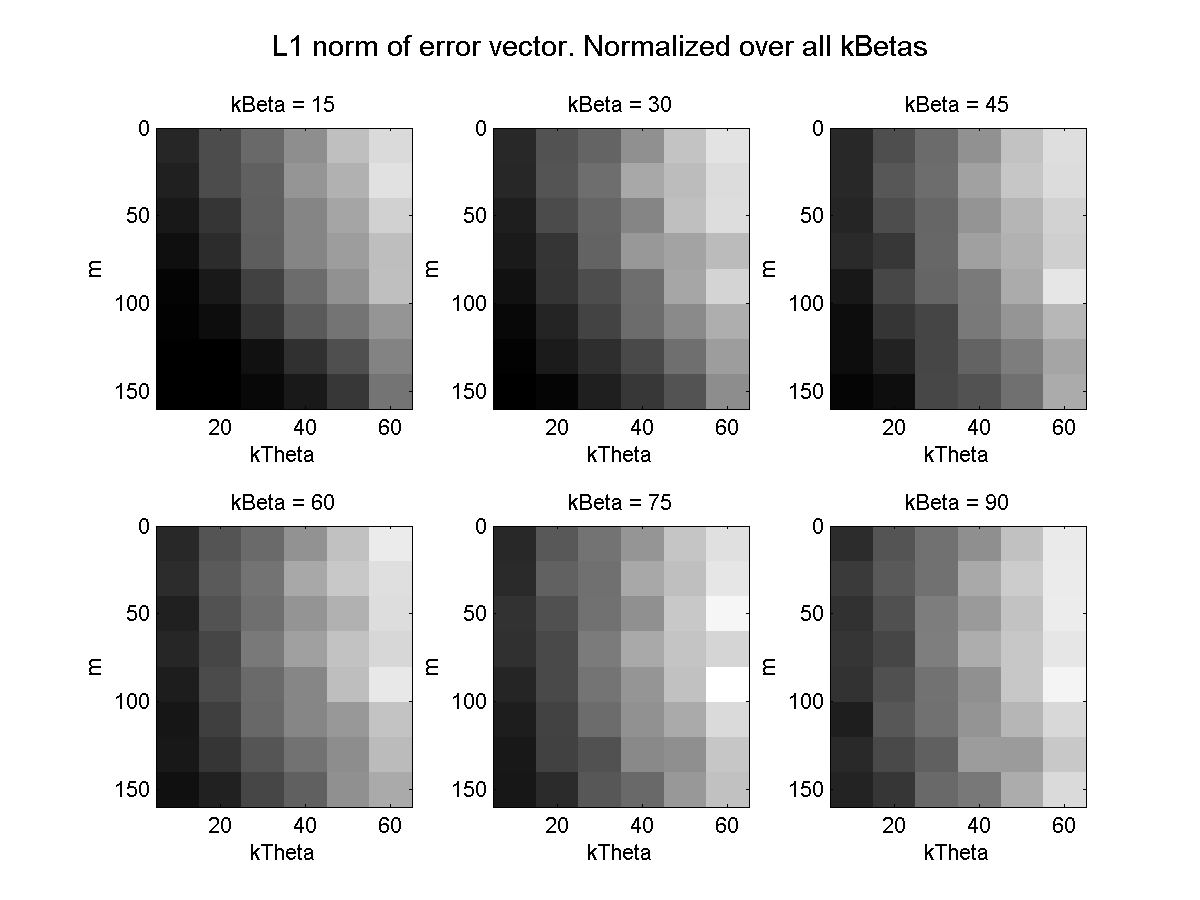 L1 norm of error vector. Normalized over all kBetas
kBeta = 15
0
50
100
150
m
20 40 60
kTheta
kBeta = 30
0
50
100
150
m
20 40 60
kTheta
kBeta = 45
0
50
100
150
m
20 40 60
kTheta
kBeta = 60
0
50
100
150
m
20 40 60
kTheta
kBeta = 75
0
50
100
150
m
20 40 60
kTheta
kBeta = 90
0
50
100
150
m
20 40 60
kTheta